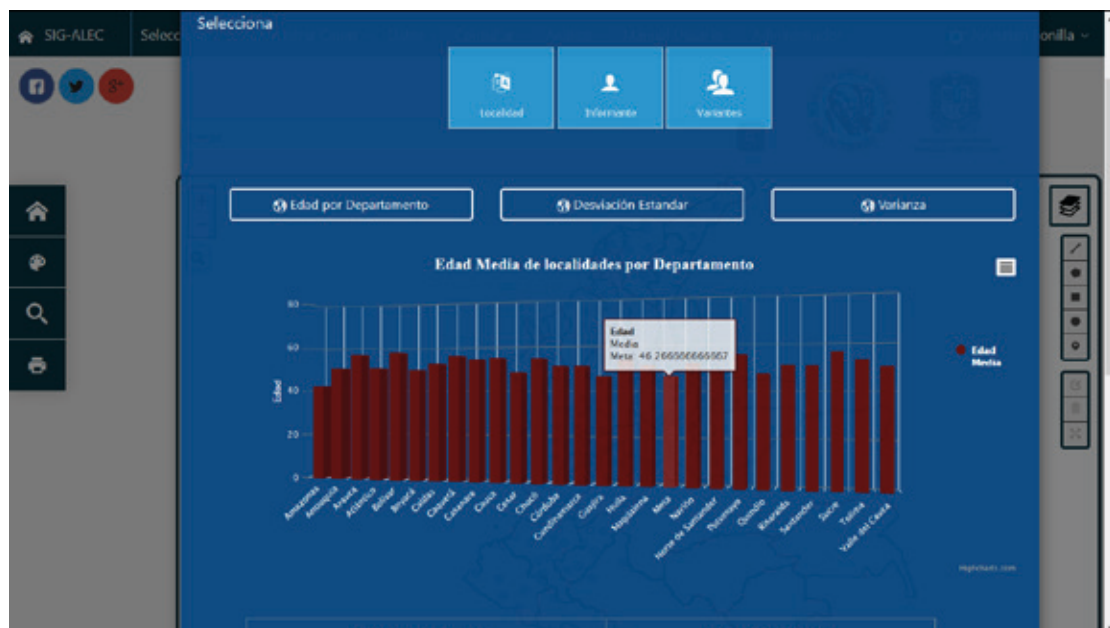 Selecciona
SIG-ALEC
Selecc
onilla
Localidad
Informante
Variantes
Edad por Departamento
Desviación Estandar
Varianza
Edad Media de localidades por Departamento
80
60
40
20
0
Edad
Edad
Media
Meta: 46.266666666667
Edad
Media
Amazonas
Antioquia
Arauca
Atlántico
Bolívar
Boyacá
Caldas
Caquetá
Casanare
Cauca
Cesar
Chocó
Córdoba
Cundinamarca
Guajira
Huila
Magdalena
Meta
Nariño
Norte de Santander
Putumayo
Quindío
Risaralda
Santander
Sucre
Tolima
Valle del Cauca
Highcharts.com